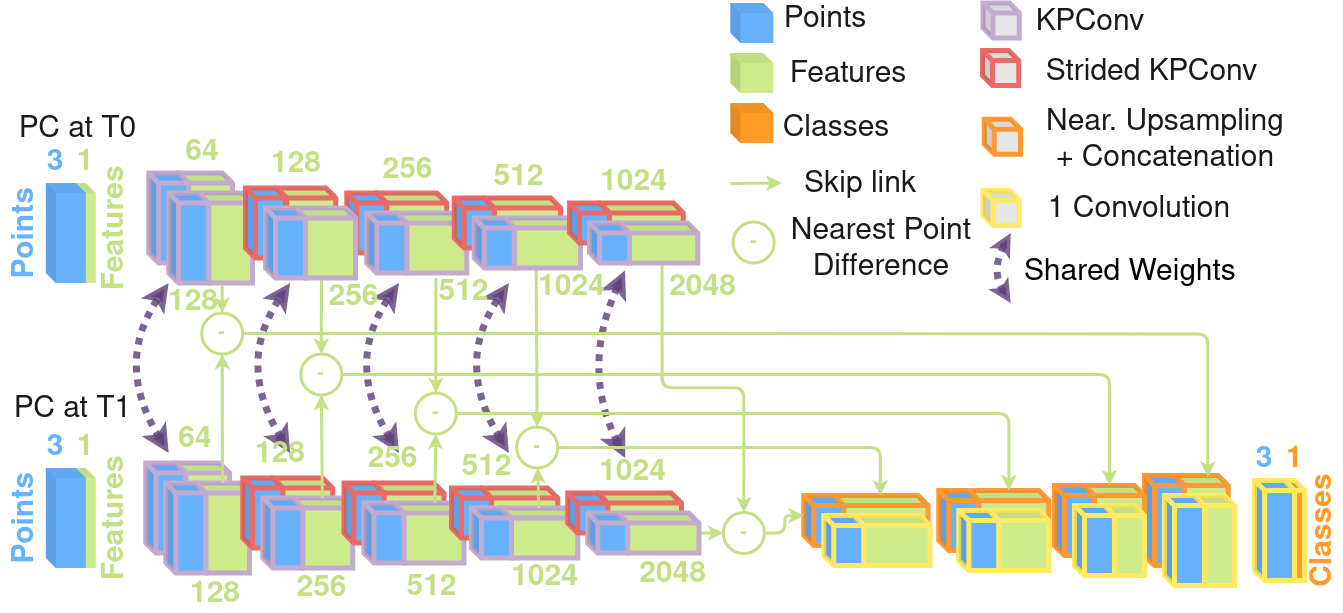 Points
KPConv
Features
Strided KPConv
Classes
Near. Upsampling
+ Concatenation
Skip link
1 Convolution
Nearest Point
Difference
Shared Weights
-
PC at T0
3 1
Points
Features
64
128
256
512
1024
128
256
512
1024
2048
-
-
-
-
PC at T1
3 1
Points
Features
64
128
256
512
1024
128
256
512
1024
2048
-
3 1
Classes